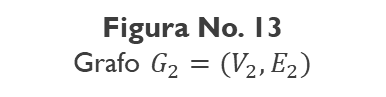 Figura No. 13
Grafo G₂ = (V₂, E₂)